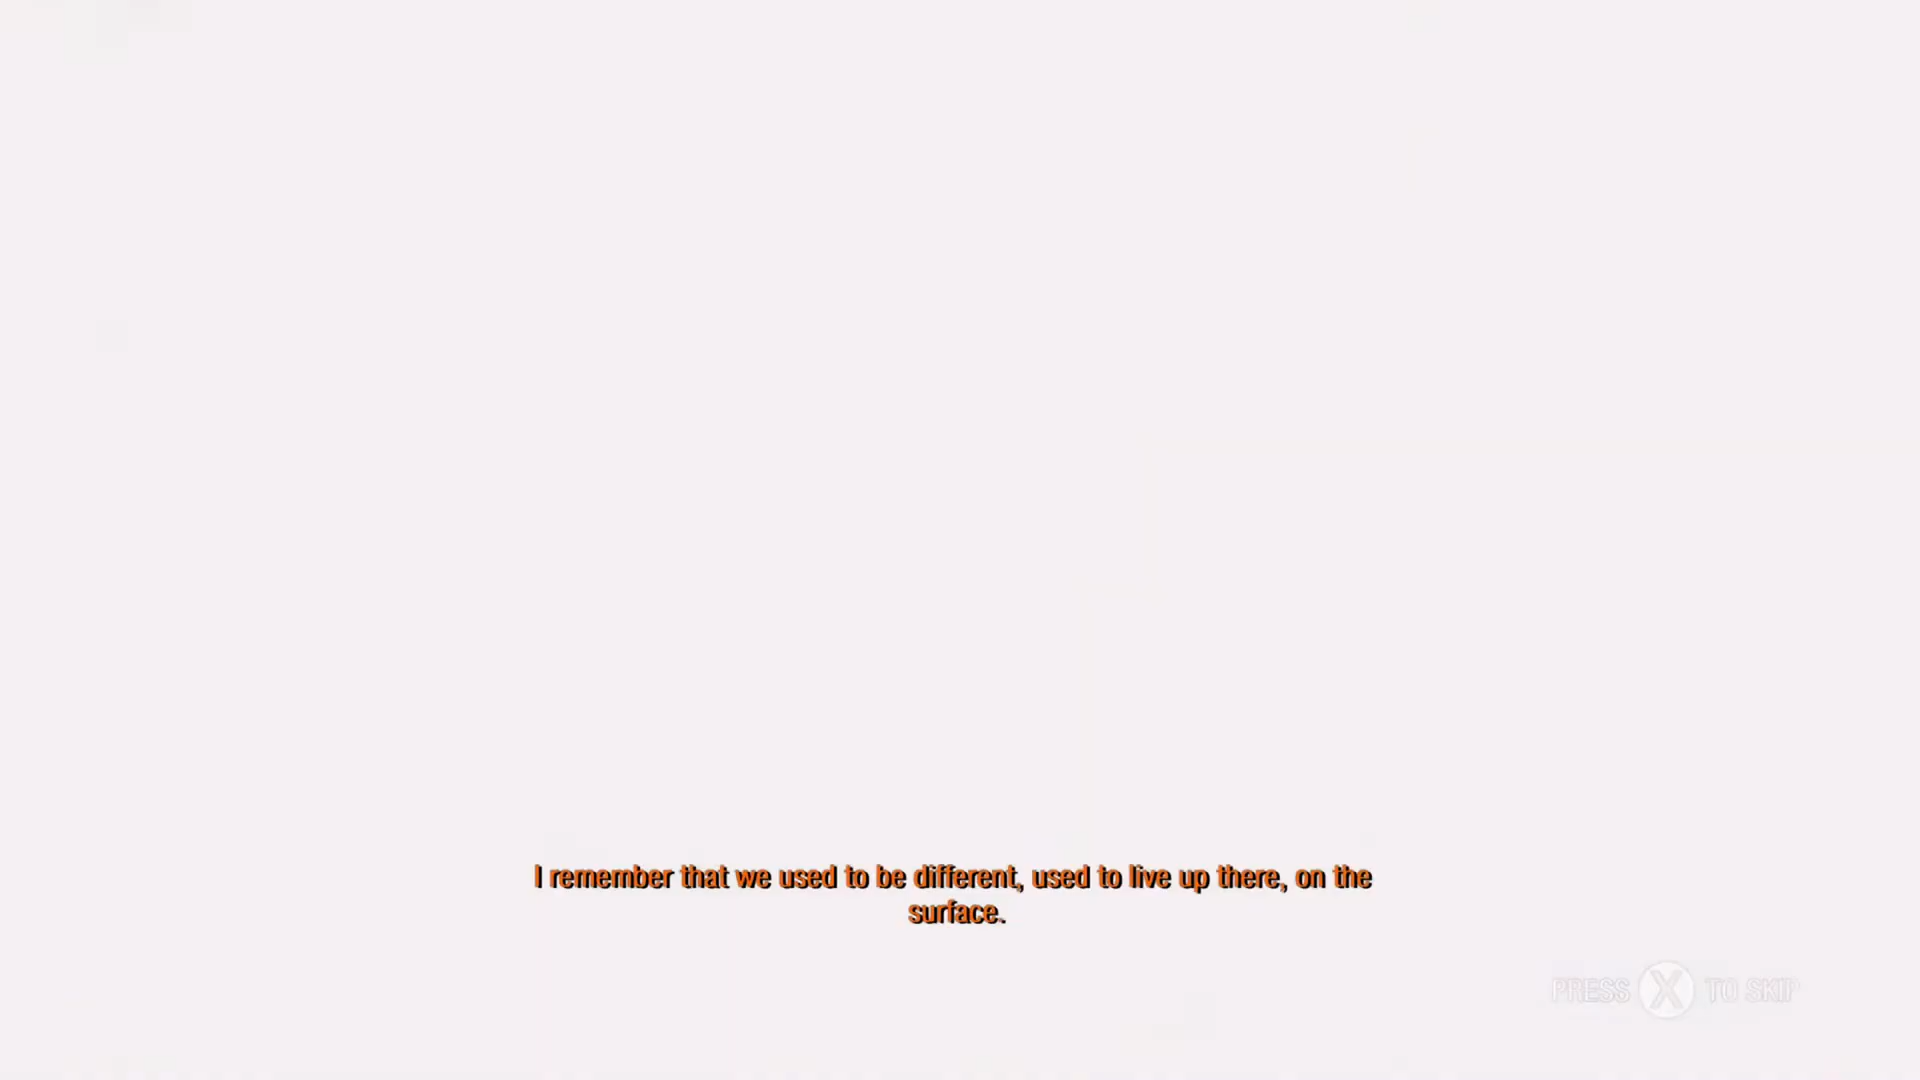 I remember that we used to be different, used to live up there, on the
surface.
PRESS X TO SKIP